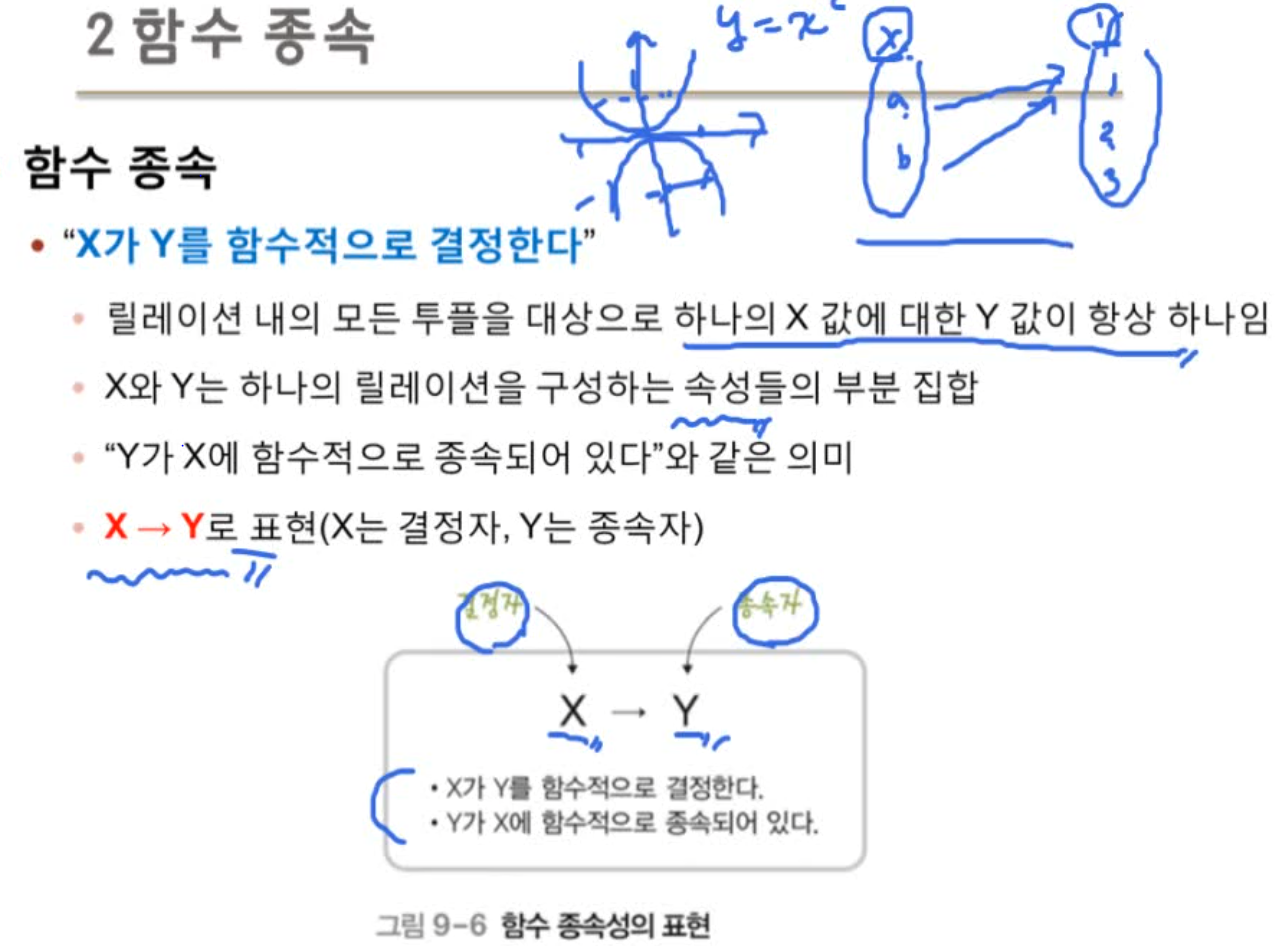 2 함수 종속
y = x²
X
Y
a
b
1
2
3
함수 종속
• “X가 Y를 함수적으로 결정한다”
• 릴레이션 내의 모든 투플을 대상으로 하나의 X 값에 대한 Y 값이 항상 하나임
• X와 Y는 하나의 릴레이션을 구성하는 속성들의 부분 집합
• “Y가 X에 함수적으로 종속되어 있다”와 같은 의미
• X → Y로 표현(X는 결정자, Y는 종속자)
결정자 종속자
X → Y
• X가 Y를 함수적으로 결정한다.
• Y가 X에 함수적으로 종속되어 있다.
그림 9-6 함수 종속성의 표현